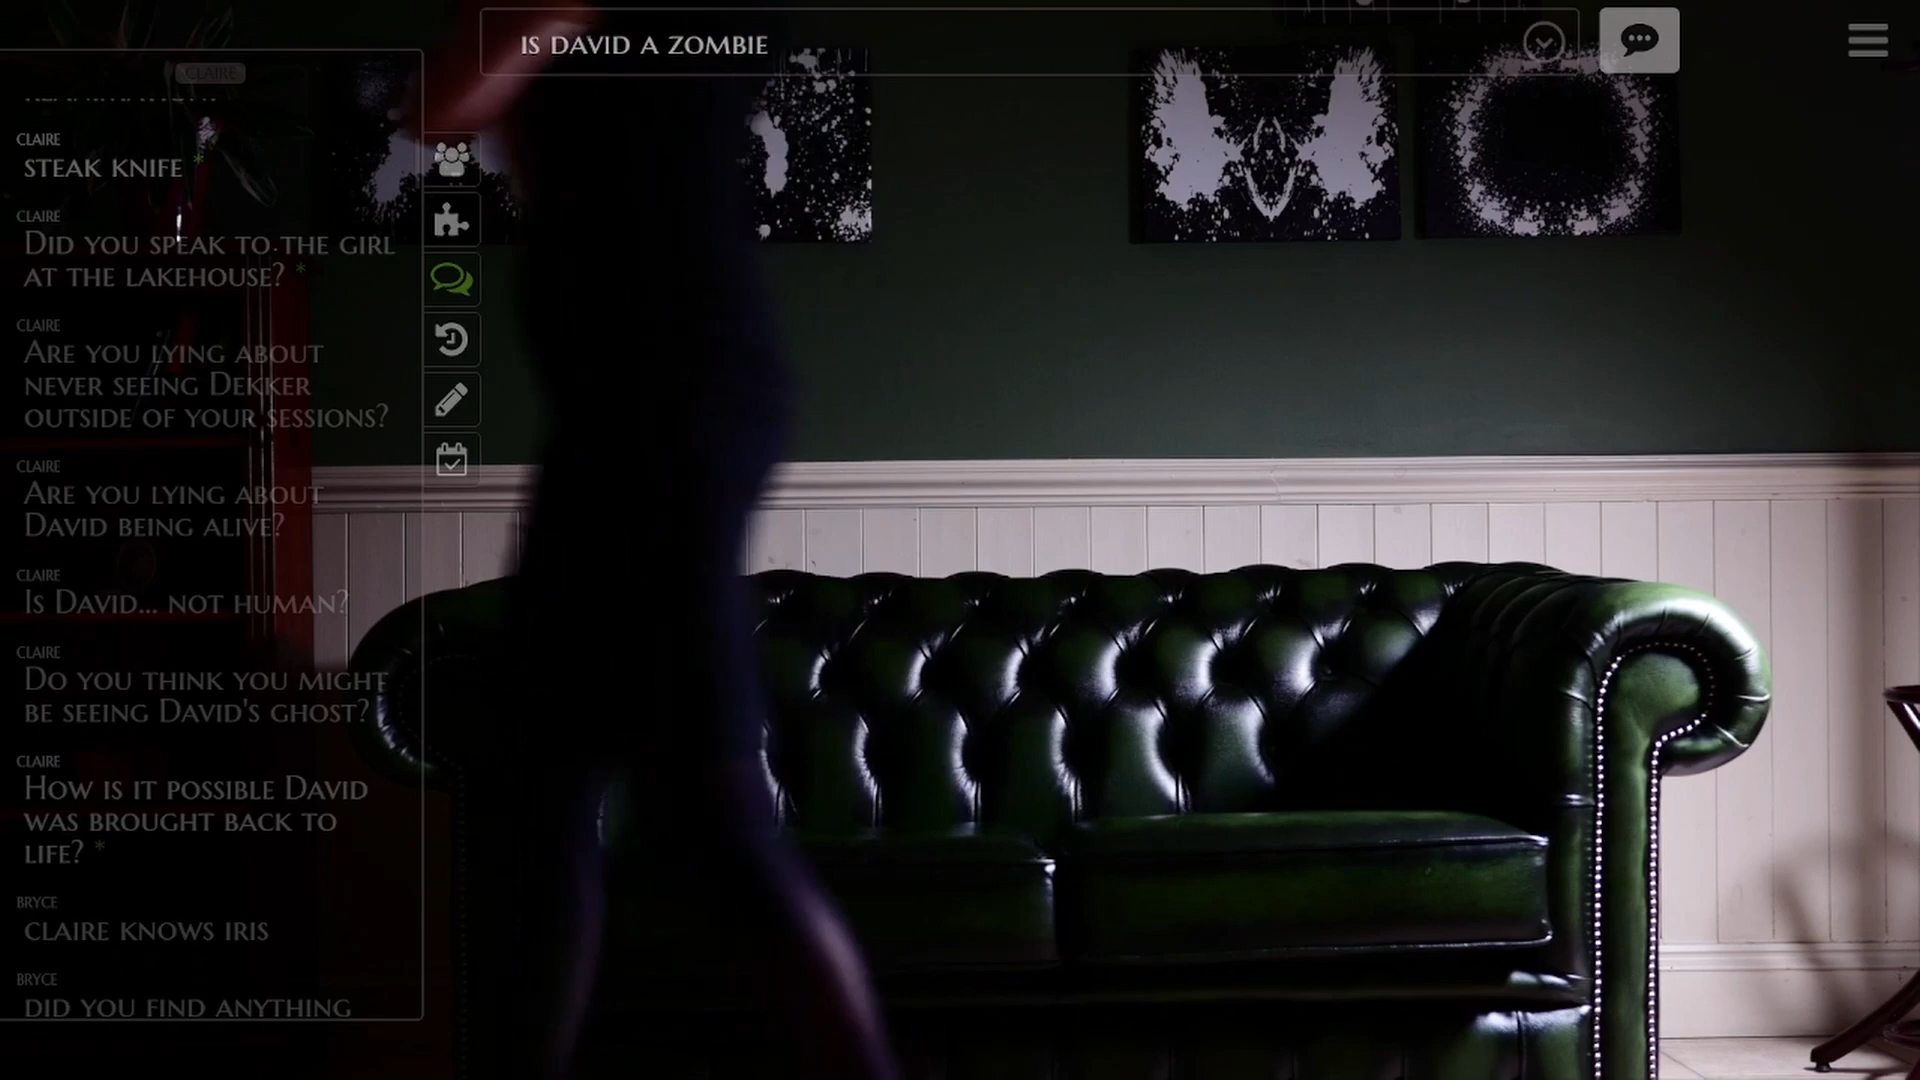 IS DAVID A ZOMBIE
CLAIRE
CLAIRE
STEAK KNIFE *
CLAIRE
DID YOU SPEAK TO THE GIRL
AT THE LAKEHOUSE? *
CLAIRE
ARE YOU LYING ABOUT
NEVER SEEING DEKKER
OUTSIDE OF YOUR SESSIONS?
CLAIRE
ARE YOU LYING ABOUT
DAVID BEING ALIVE?
CLAIRE
IS DAVID... NOT HUMAN?
CLAIRE
DO YOU THINK YOU MIGHT
BE SEEING DAVID'S GHOST?
CLAIRE
HOW IS IT POSSIBLE DAVID
WAS BROUGHT BACK TO
LIFE? *
BRYCE
CLAIRE KNOWS IRIS
BRYCE
DID YOU FIND ANYTHING